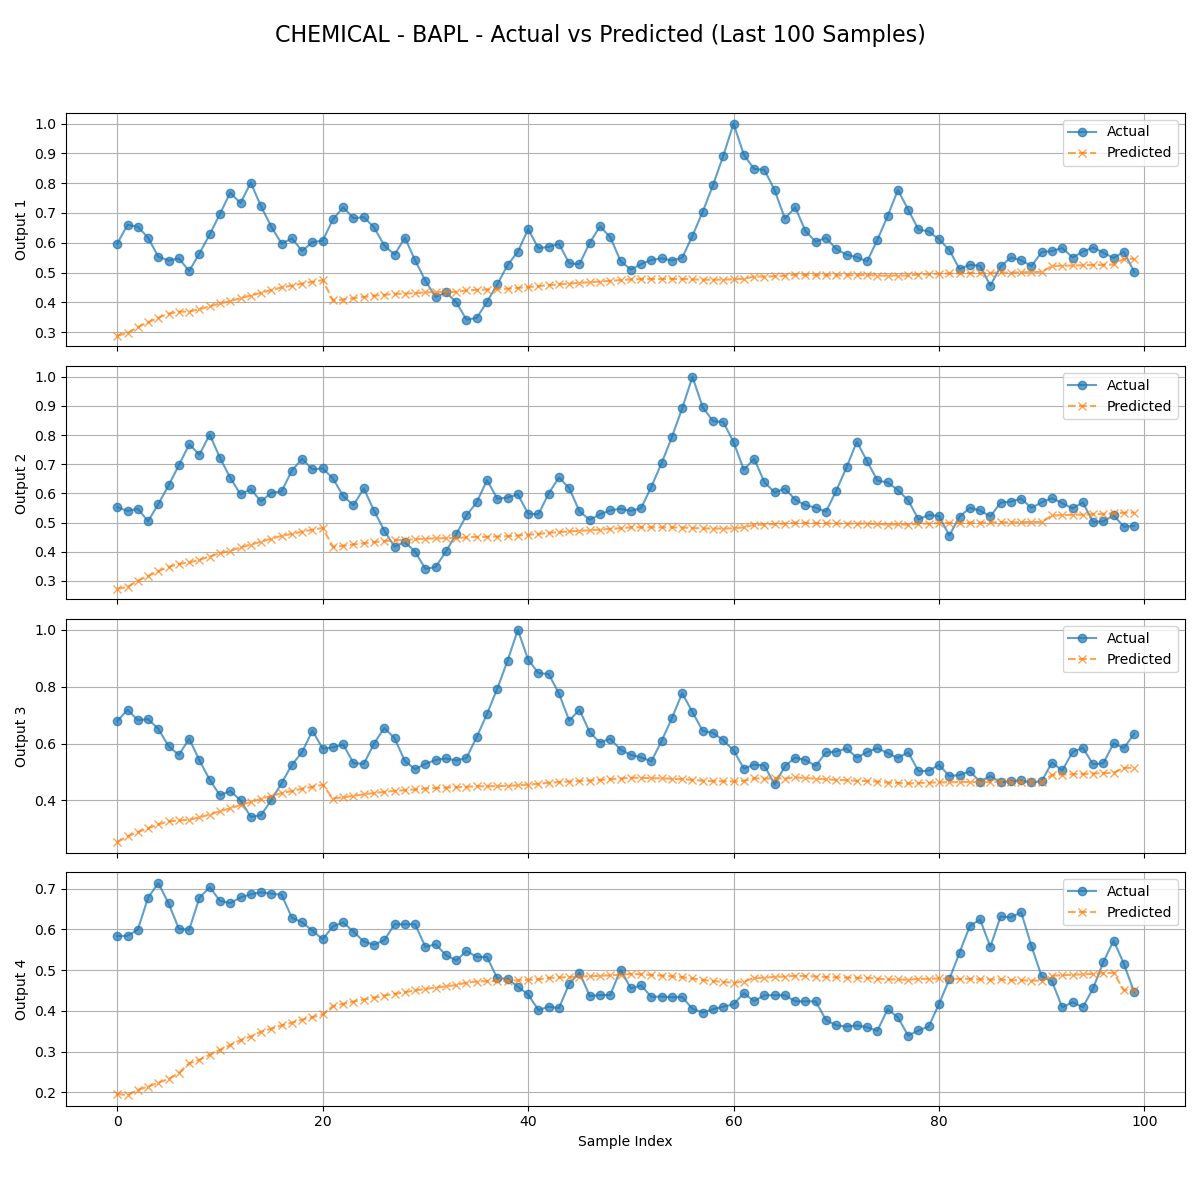 CHEMICAL - BAPL - Actual vs Predicted (Last 100 Samples)
1.0
0.9
0.8
0.7
0.6
0.5
0.4
0.3
Output 1
Actual
Predicted
1.0
0.9
0.8
0.7
0.6
0.5
0.4
0.3
Output 2
Actual
Predicted
1.0
0.8
0.6
0.4
Output 3
Actual
Predicted
0.7
0.6
0.5
0.4
0.3
0.2
Output 4
Actual
Predicted
0 20 40 60 80 100
Sample Index